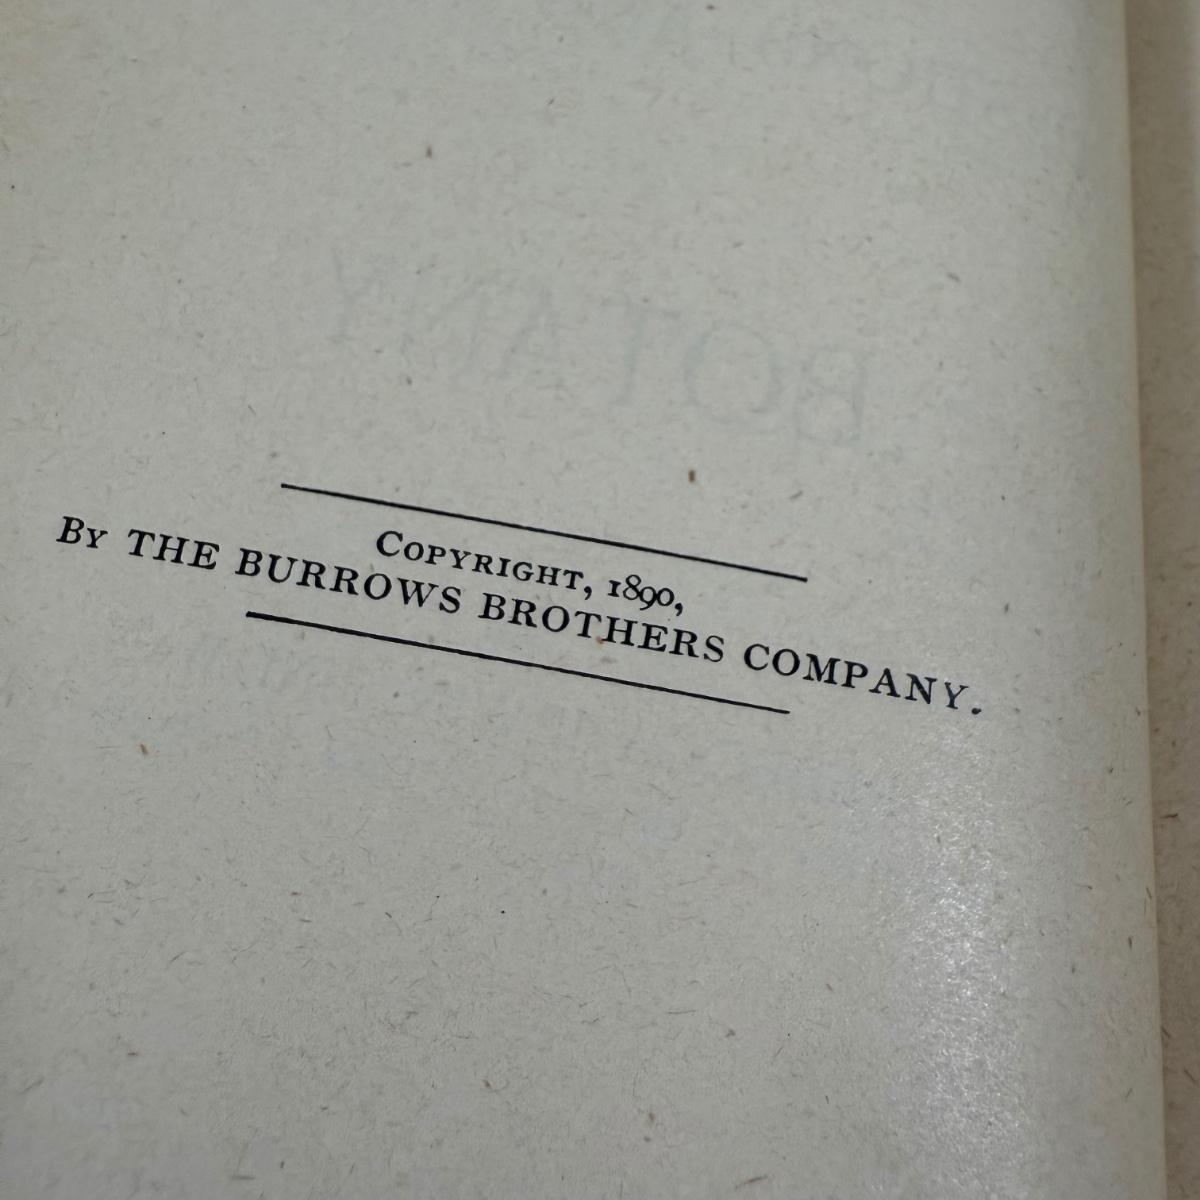 COPYRIGHT, 1890,
BY THE BURROWS BROTHERS COMPANY.